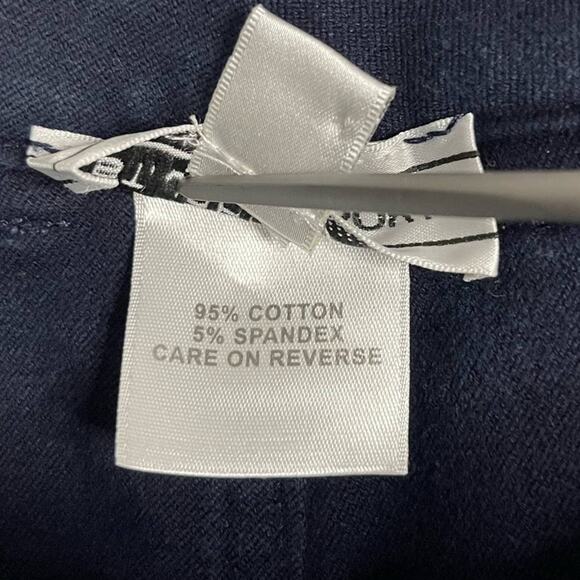 95% COTTON
5% SPANDEX
CARE ON REVERSE